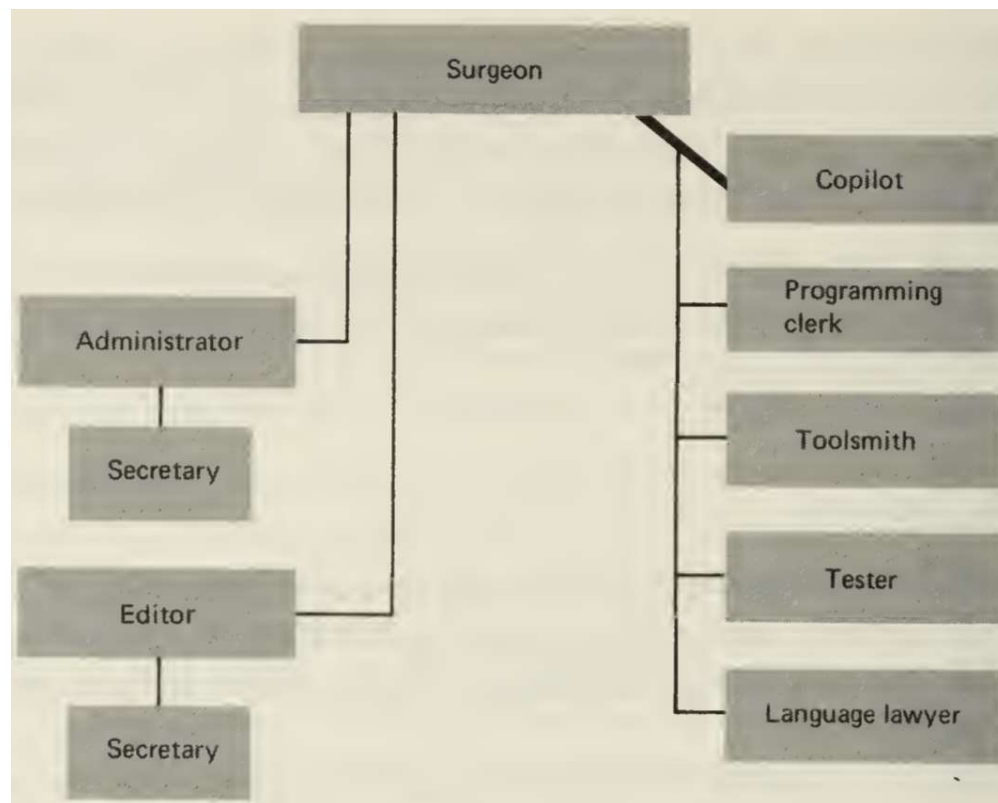 Surgeon
Copilot
Programming
clerk
Administrator
Toolsmith
Secretary
Tester
Editor
Language lawyer
Secretary